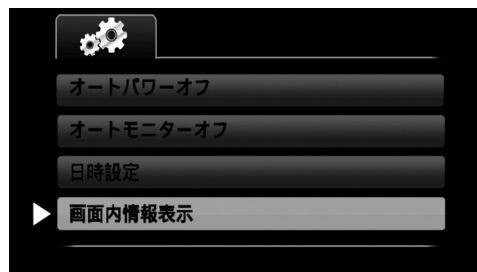 オートパワーオフ
オートモニターオフ
日時設定
画面内情報表示